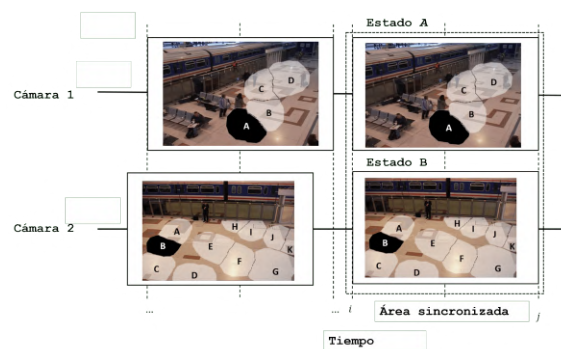 Estado A
Cámara 1
D
C
B
A
D
C
B
A
Estado B
Cámara 2
A
B
C
D
E
F
G
H
I
J
K
A
B
C
D
E
F
G
H
I
J
K
...
... i
Área sincronizada
j
Tiempo